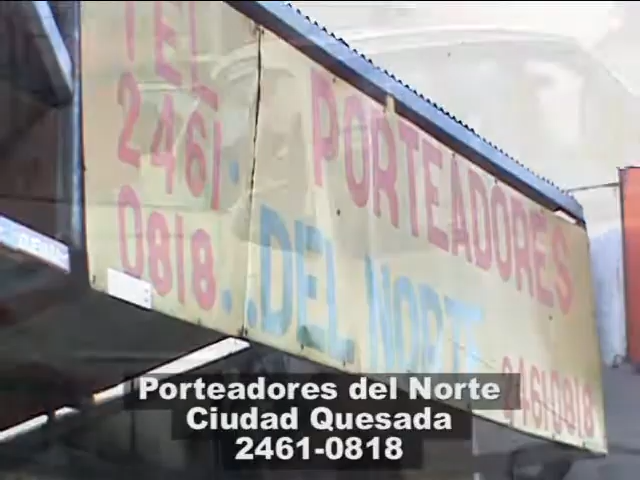 TEL
2461.
0818..
PORTEADORES
DEL NORTE
24610818
Porteadores del Norte
Ciudad Quesada
2461-0818